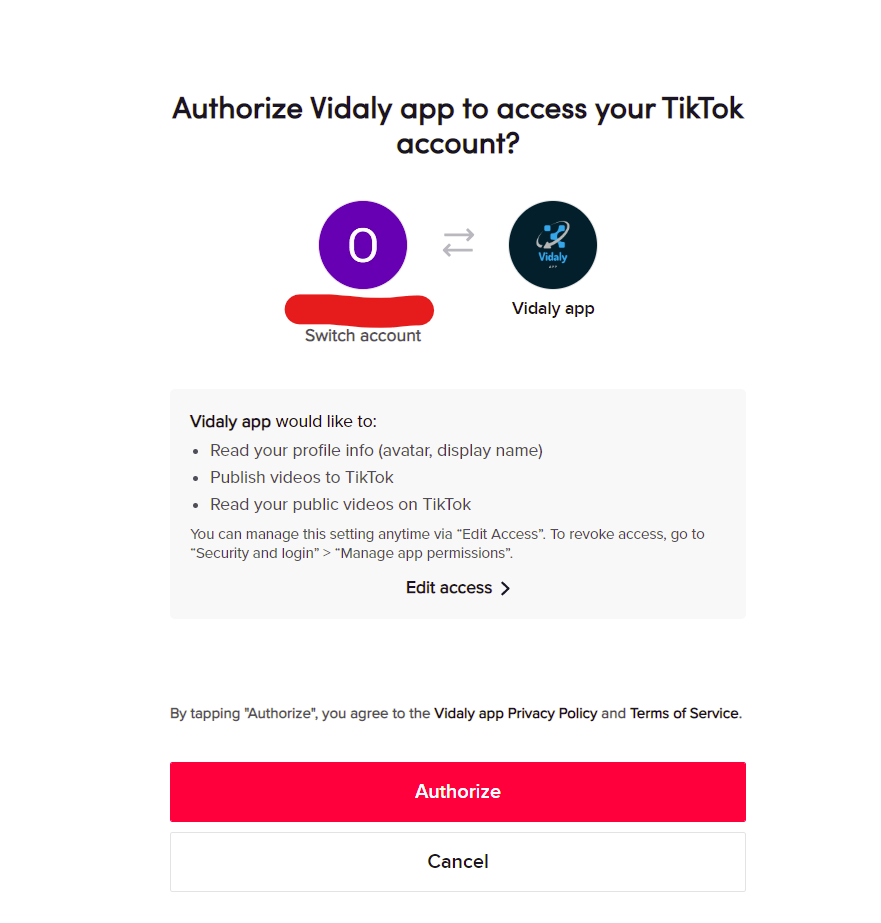 Authorize Vidaly app to access your TikTok
account?
O
Vidaly
APP
Switch account
Vidaly app
Vidaly app would like to:
• Read your profile info (avatar, display name)
• Publish videos to TikTok
• Read your public videos on TikTok
You can manage this setting anytime via “Edit Access”. To revoke access, go to
“Security and login” > “Manage app permissions”.
Edit access >
By tapping "Authorize", you agree to the Vidaly app Privacy Policy and Terms of Service.
Authorize
Cancel